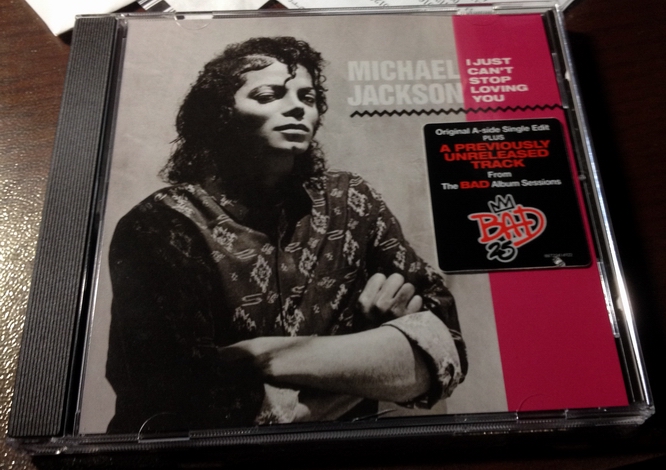 MICHAEL
JACKSON
I JUST
CAN'T
STOP
LOVING
YOU
Original A-side Single Edit
PLUS
A PREVIOUSLY
UNRELEASED
TRACK
From
The BAD Album Sessions
BAD
25